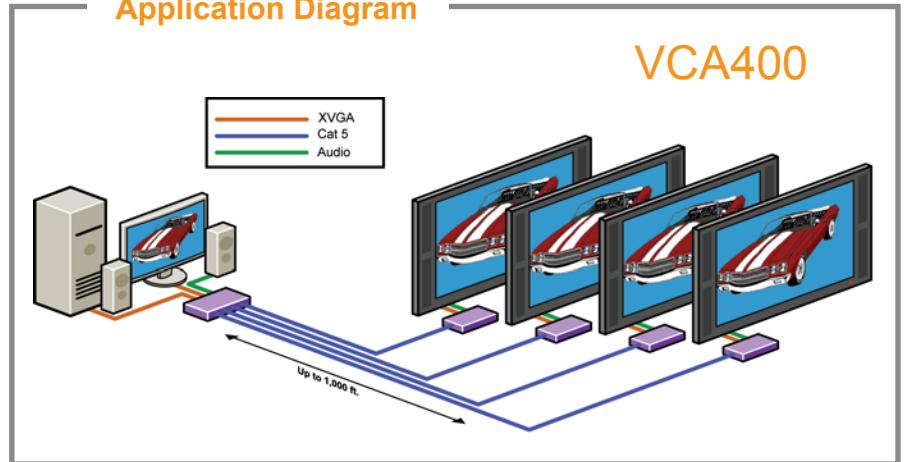 Application Diagram
VCA400
XVGA
Cat 5
Audio
Up to 1,000 ft.